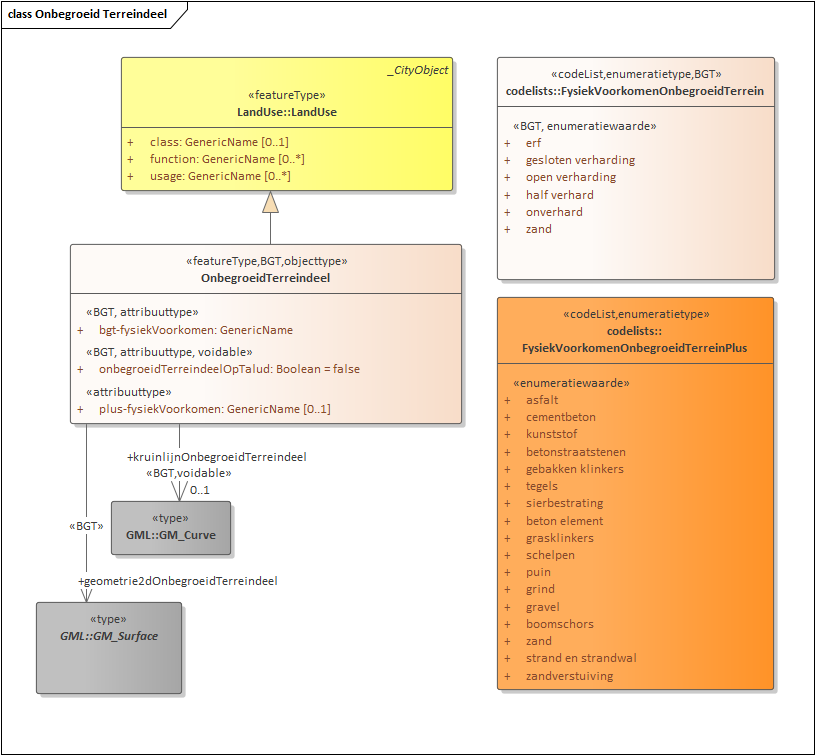 class Onbegroeid Terreindeel
_CityObject
«featureType»
LandUse::LandUse
+ class: GenericName [0..1]
+ function: GenericName [0..*]
+ usage: GenericName [0..*]
«featureType,BGT,objecttype»
OnbegroeidTerreindeel
«BGT, attribuuttype»
+ bgt-fysiekVoorkomen: GenericName
«BGT, attribuuttype, voidable»
+ onbegroeidTerreindeelOpTalud: Boolean = false
«attribuuttype»
+ plus-fysiekVoorkomen: GenericName [0..1]
+kruinlijnOnbegroeidTerreindeel
«BGT,voidable»
0..1
«type»
GML::GM_Curve
«BGT»
+geometrie2dOnbegroeidTerreindeel
«type»
GML::GM_Surface
«codeList,enumeratietype,BGT»
codelists::FysiekVoorkomenOnbegroeidTerrein
«BGT, enumeratiewaarde»
+ erf
+ gesloten verharding
+ open verharding
+ half verhard
+ onverhard
+ zand
«codeList,enumeratietype»
codelists::
FysiekVoorkomenOnbegroeidTerreinPlus
«enumeratiewaarde»
+ asfalt
+ cementbeton
+ kunststof
+ betonstraatstenen
+ gebakken klinkers
+ tegels
+ sierbestrating
+ beton element
+ grasklinkers
+ schelpen
+ puin
+ grind
+ gravel
+ boomschors
+ zand
+ strand en strandwal
+ zandverstuiving